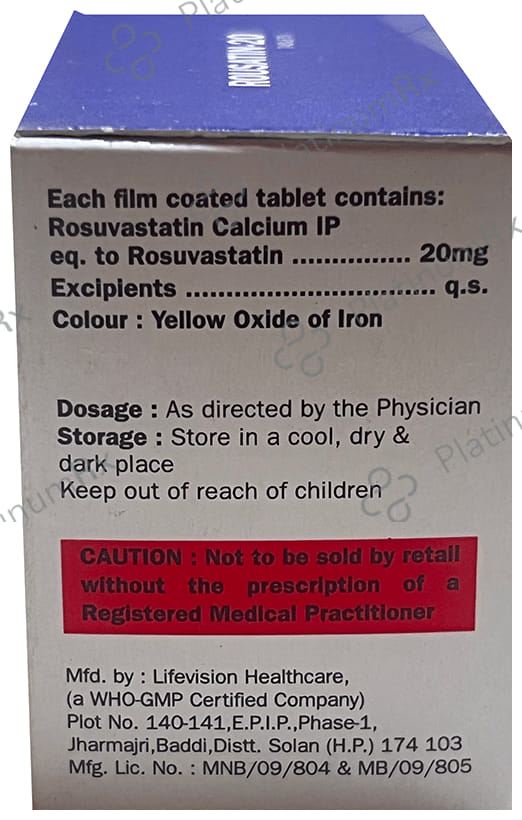 ROUSATIN-20
Each film coated tablet contains:
Rosuvastatin Calcium IP
eq. to Rosuvastatin ............... 20mg
Excipients ................................ q.s.
Colour : Yellow Oxide of Iron
Dosage : As directed by the Physician
Storage : Store in a cool, dry &
dark place
Keep out of reach of children
CAUTION : Not to be sold by retail
without the prescription of a
Registered Medical Practitioner
Mfd. by : Lifevision Healthcare,
(a WHO-GMP Certified Company)
Plot No. 140-141,E.P.I.P.,Phase-1,
Jharmajri,Baddi,Distt. Solan (H.P.) 174 103
Mfg. Lic. No. : MNB/09/804 & MB/09/805
PlatinumRx